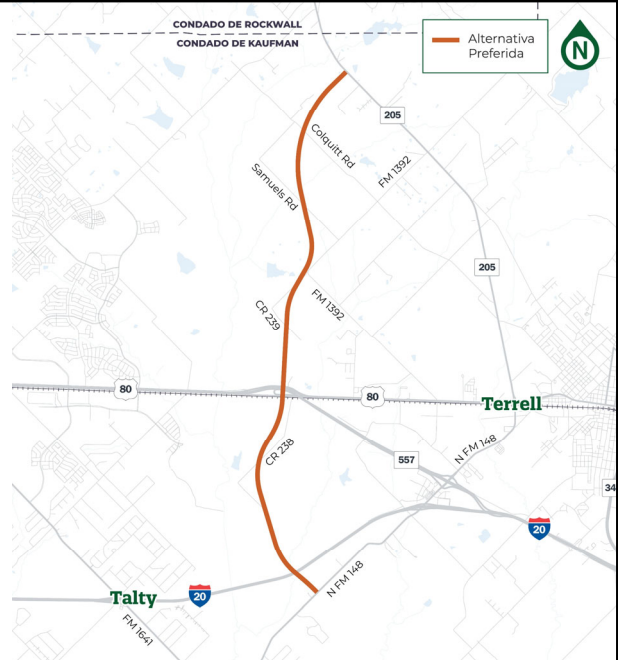 CONDADO DE ROCKWALL
CONDADO DE KAUFMAN
Alternativa
Preferida
N
205
Colquitt Rd
FM 1392
Samuels Rd
205
CR 239
FM 1392
80
80
Terrell
CR 238
557
N FM 148
34
20
N FM 148
Talty
20
FM 1641